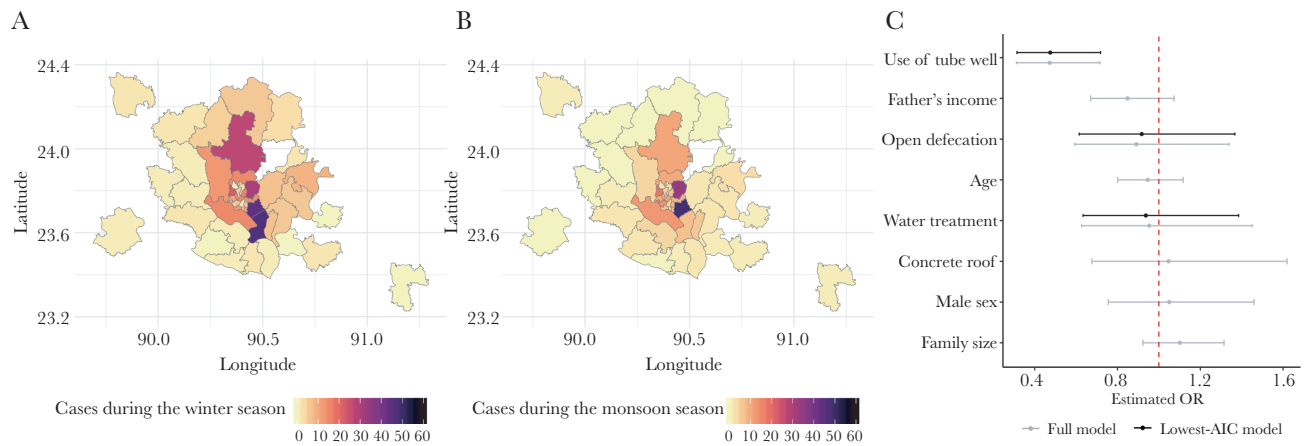 A
24.4
24.0
23.6
23.2
Latitude
90.0 90.5 91.0
Longitude
Cases during the winter season
0 10 20 30 40 50 60
B
Latitude
90.0 90.5 91.0
Longitude
24.4
24.0
23.6
23.2
Cases during the monsoon season
0 10 20 30 40 50 60
C
Use of tube well
Father's income
Open defecation
Age
Water treatment
Concrete roof
Male sex
Family size
0.4 0.8 1.2 1.6
Estimated OR
Full model Lowest-AIC model